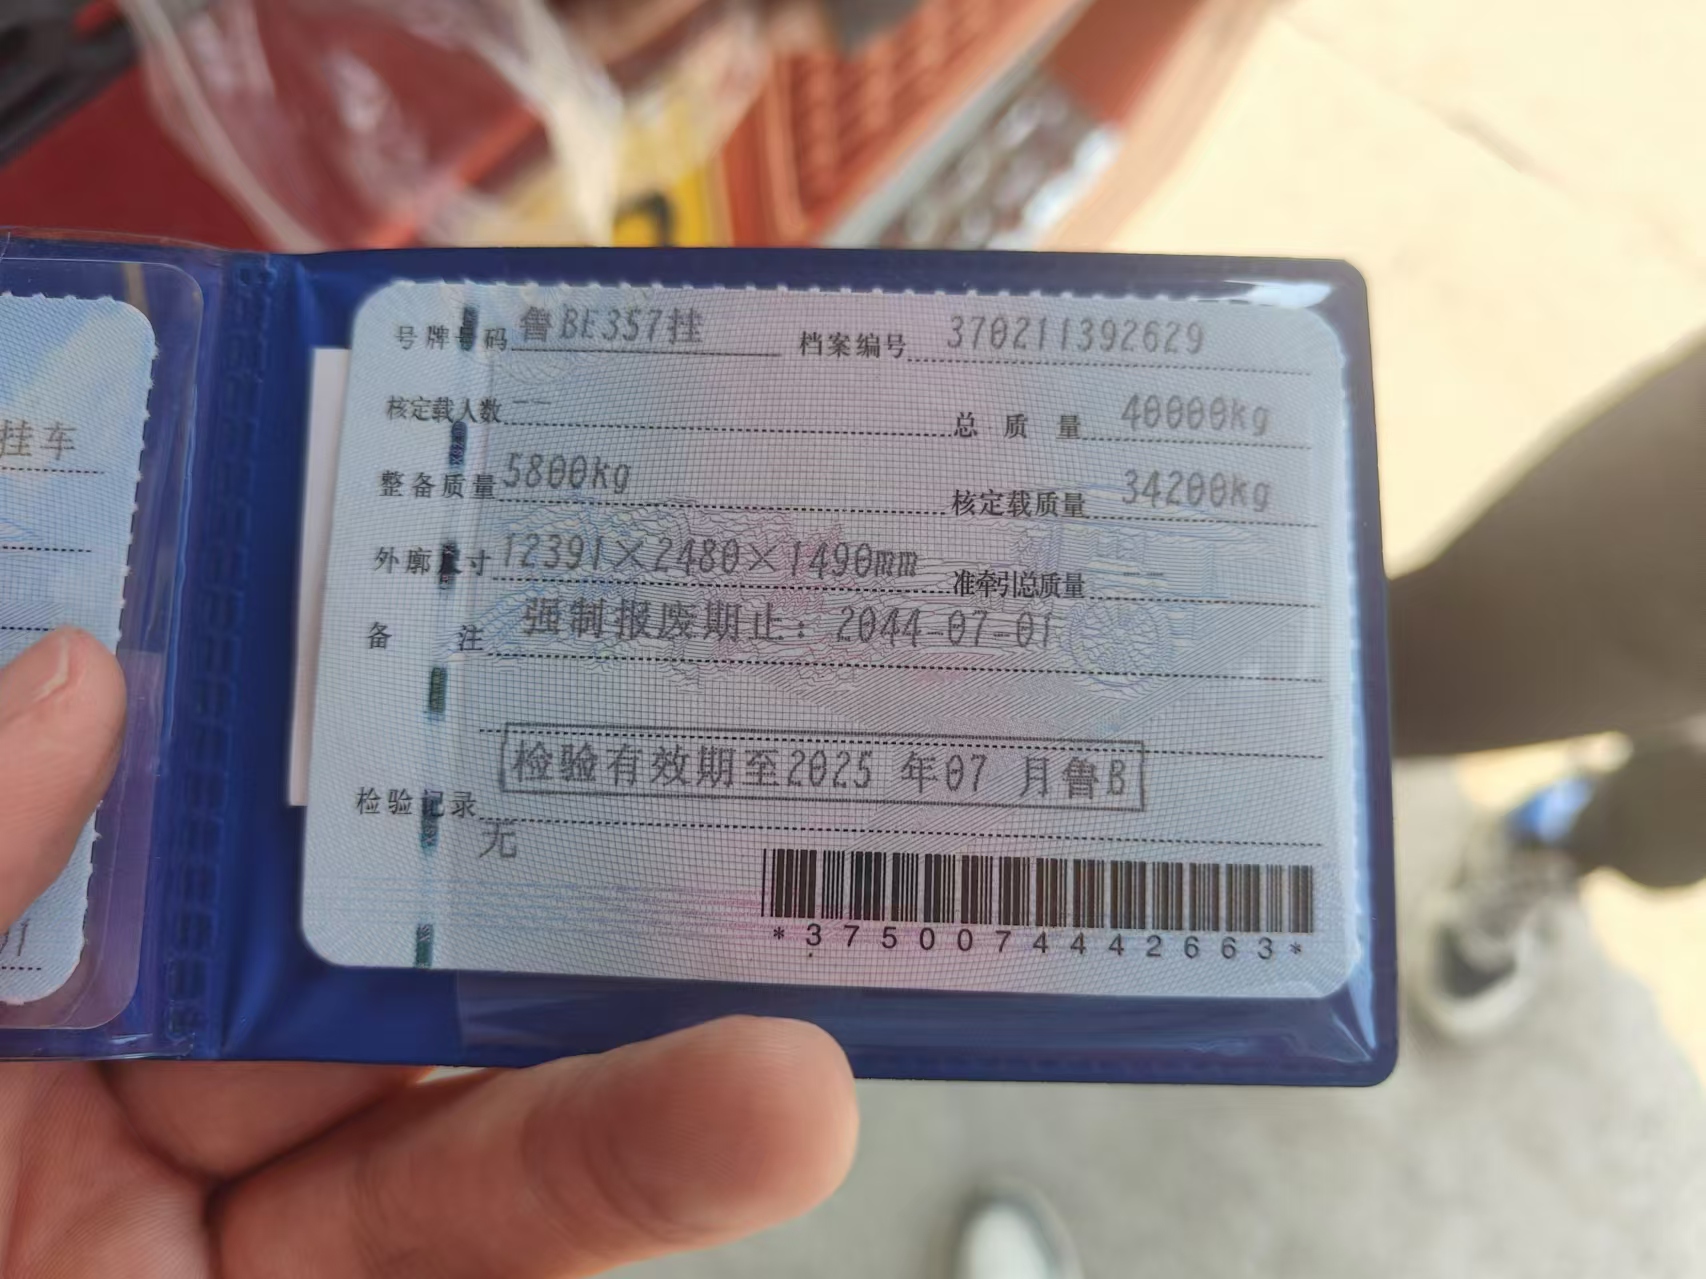 挂车
号牌号码 鲁BE357挂 档案编号 370211392629
核定载人数 -- 总质量 40000kg
整备质量 5800kg 核定载质量 34200kg
外廓尺寸 12391×2480×1490mm 准牵引总质量 --
备注 强制报废期止：2044-07-01
检验有效期至2025 年07 月鲁B
检验记录
无
*3750074442663*